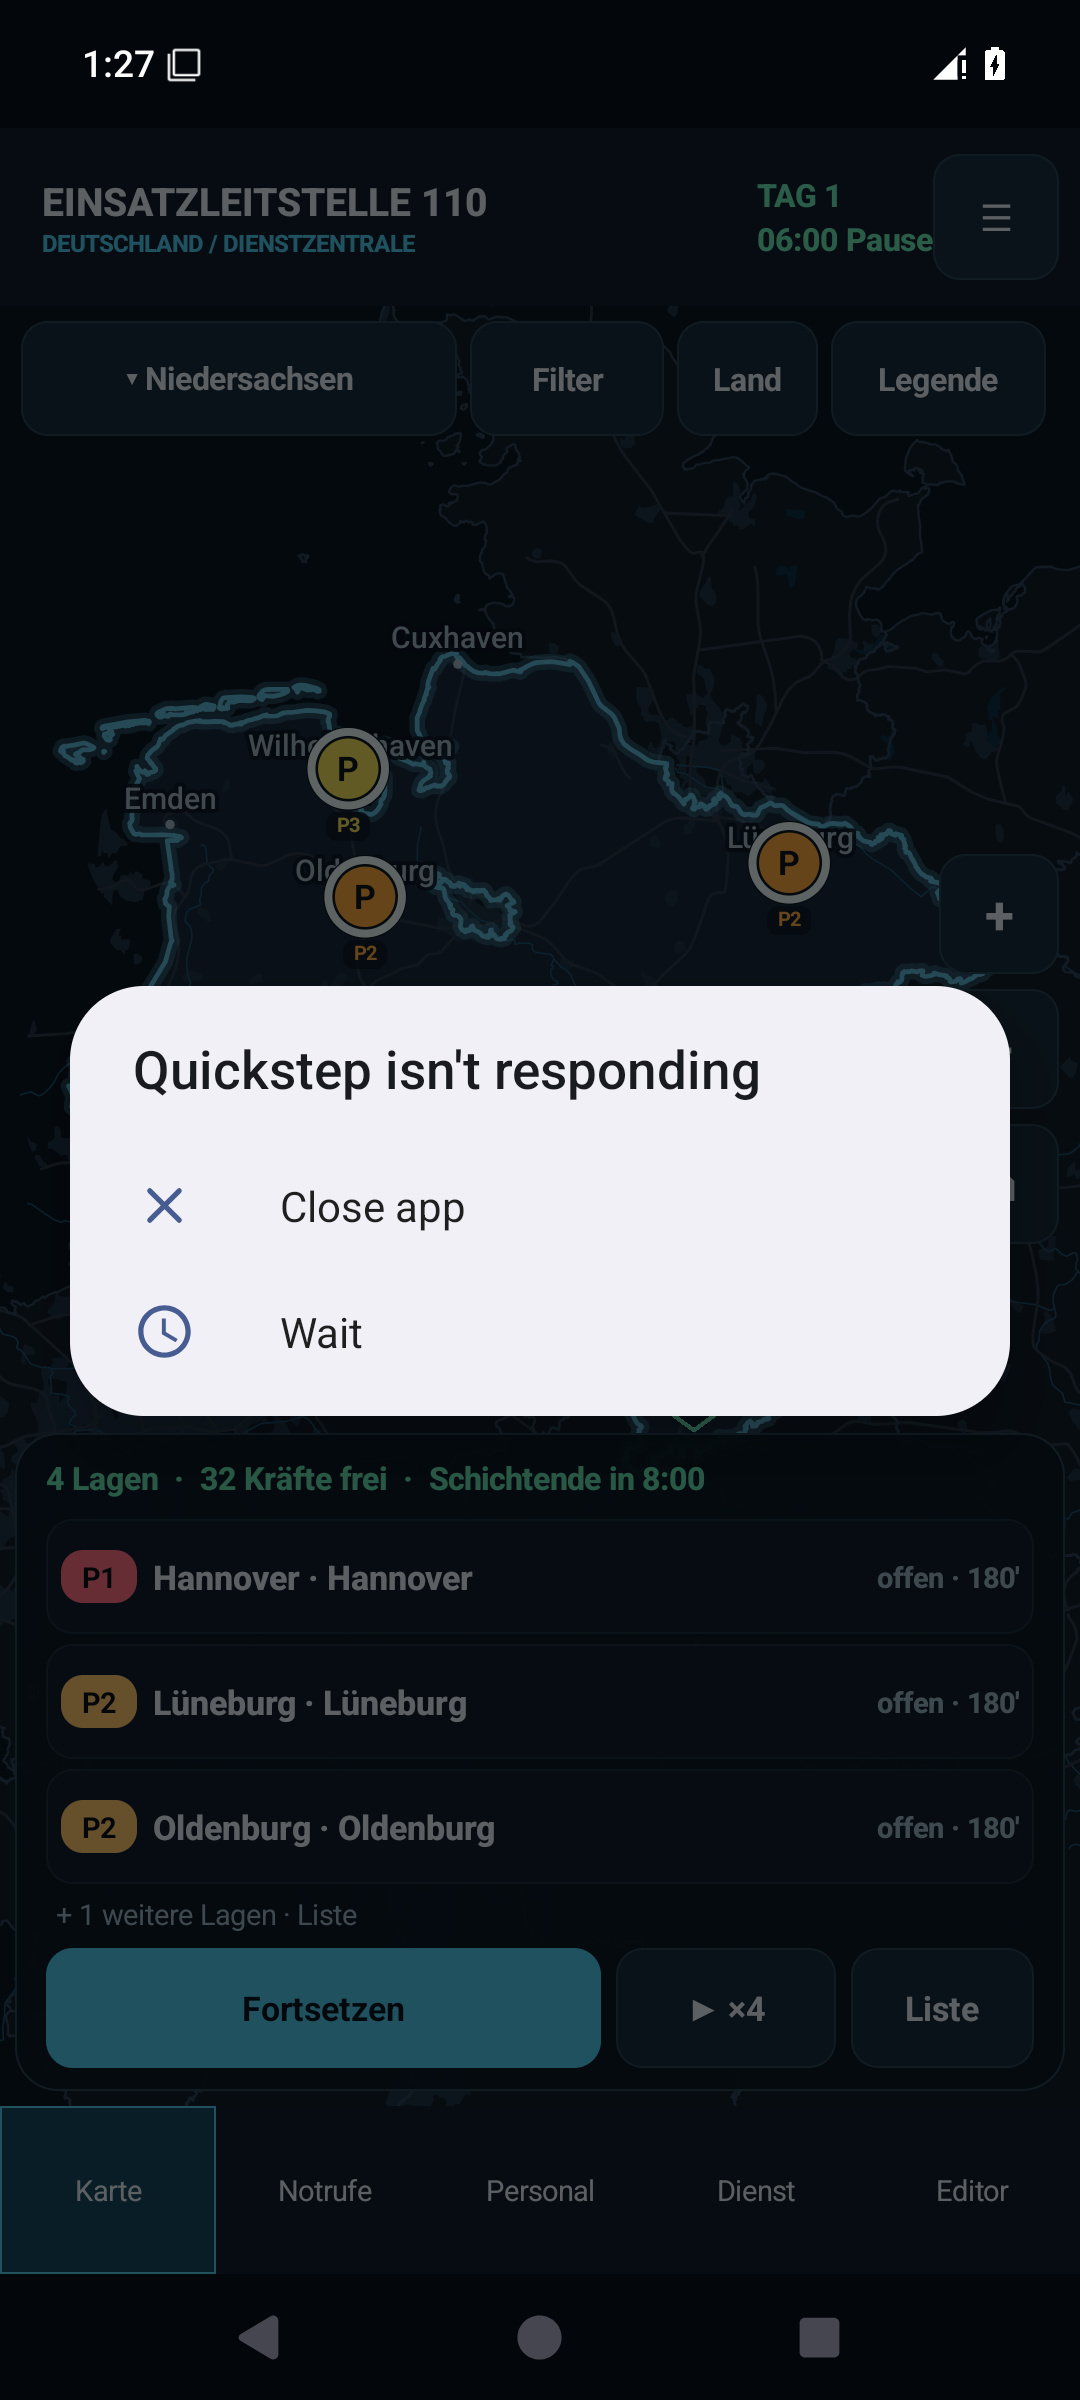 1:27
EINSATZLEITSTELLE 110
DEUTSCHLAND / DIENSTZENTRALE
TAG 1
06:00 Pause
▾ Niedersachsen
Filter
Land
Legende
Cuxhaven
P
P3
Emden
P
P2
P
P2
+
Quickstep isn't responding
Close app
Wait
4 Lagen · 32 Kräfte frei · Schichtende in 8:00
P1 Hannover · Hannover offen · 180'
P2 Lüneburg · Lüneburg offen · 180'
P2 Oldenburg · Oldenburg offen · 180'
+ 1 weitere Lagen · Liste
Fortsetzen
► ×4
Liste
Karte
Notrufe
Personal
Dienst
Editor